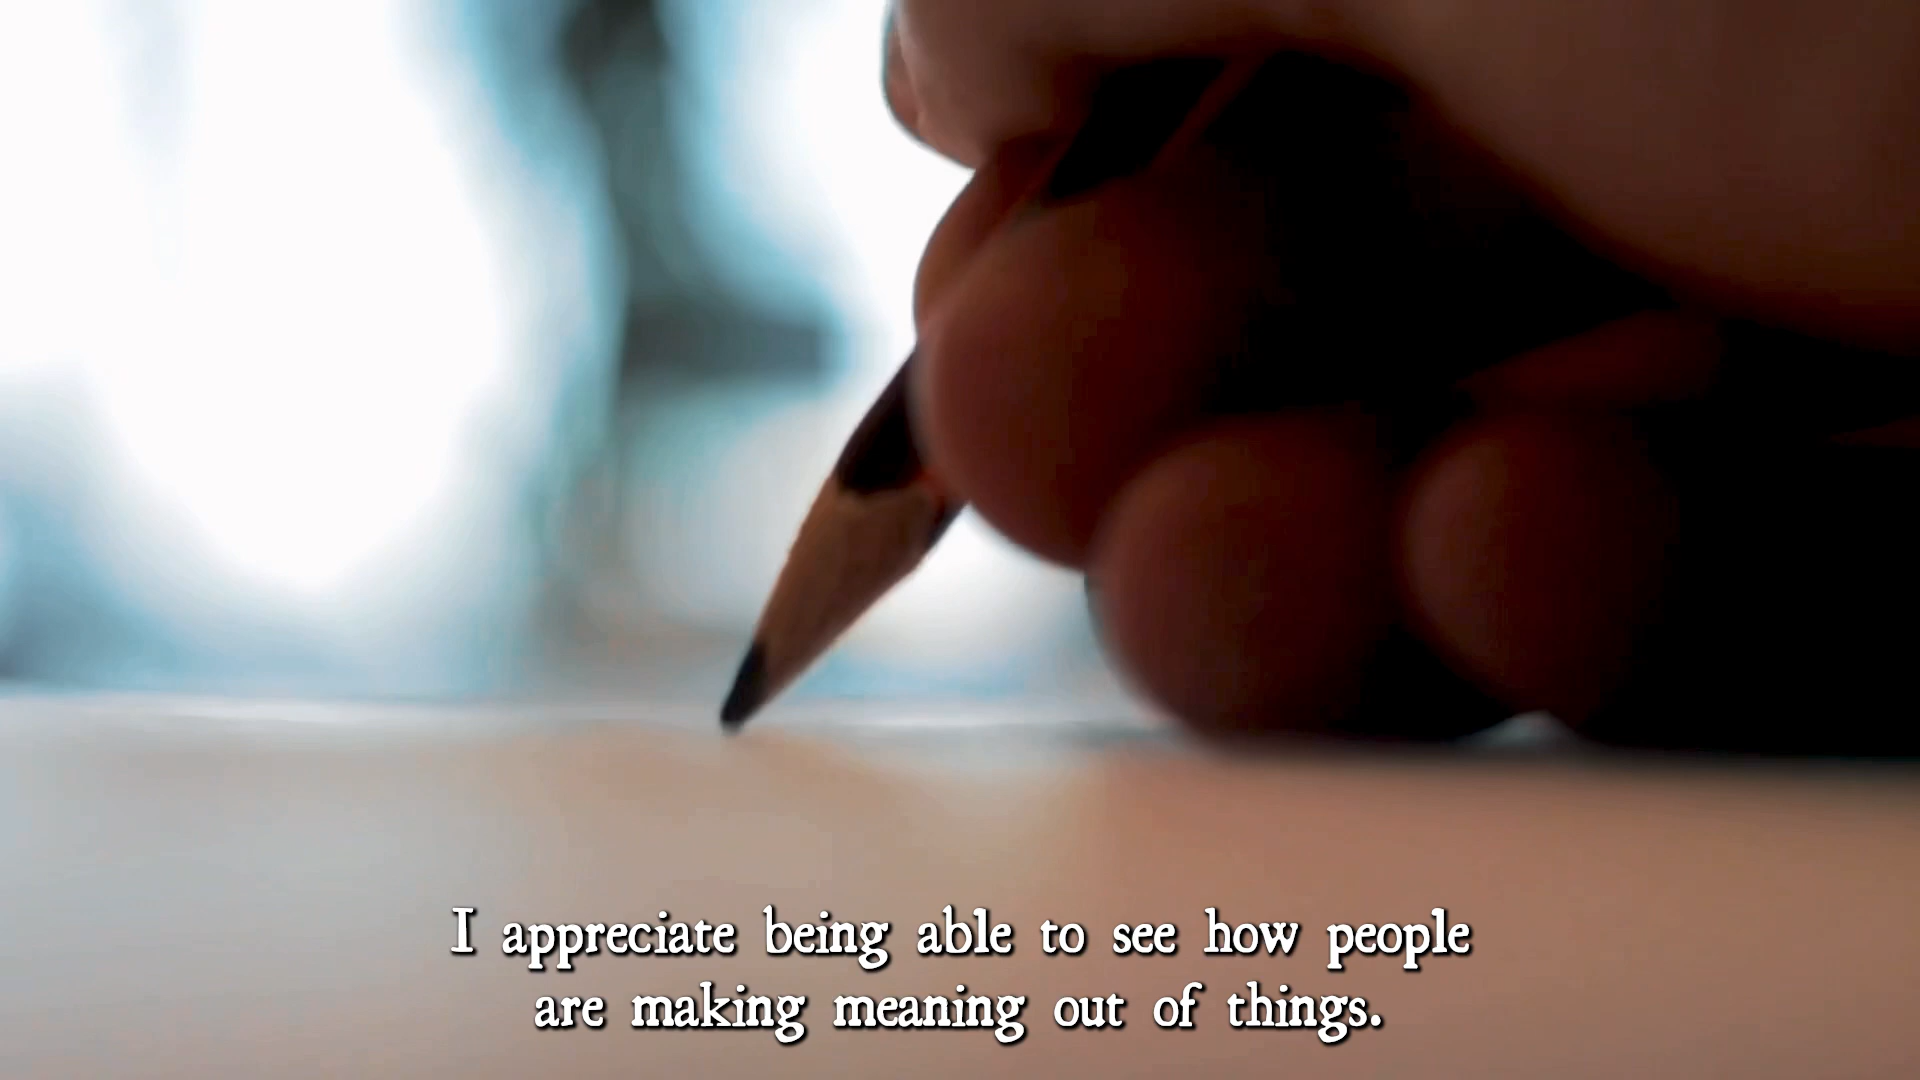 I appreciate being able to see how people
are making meaning out of things.